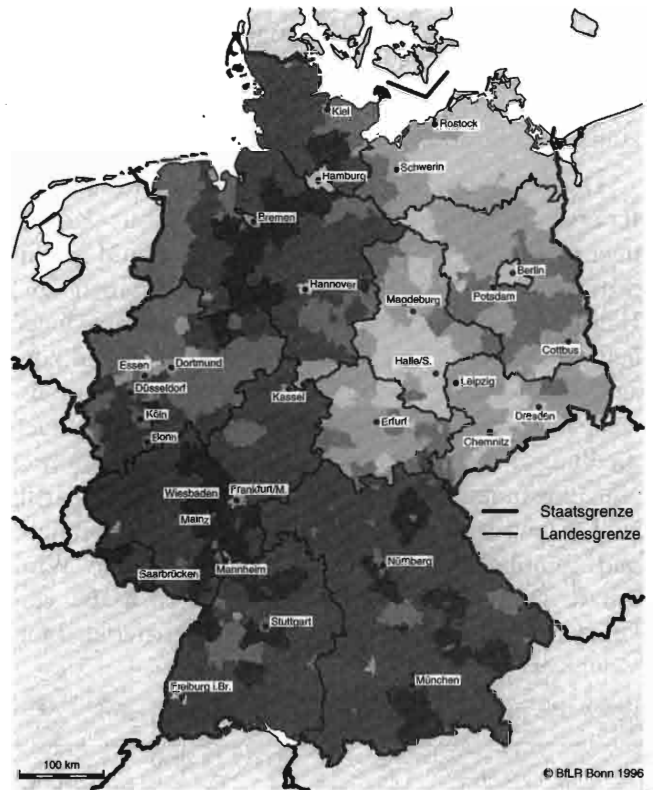 Kiel
Rostock
Hamburg
Schwerin
Bremen
Berlin
Hannover
Potsdam
Magdeburg
Cottbus
Essen
Dortmund
Halle/S.
Leipzig
Düsseldorf
Kassel
Köln
Erfurt
Dresden
Chemnitz
Bonn
Wiesbaden
Frankfurt/M.
Mainz
Staatsgrenze
Landesgrenze
Saarbrücken
Mannheim
Nürnberg
Stuttgart
Freiburg i.Br.
München
100 km
© BfLR Bonn 1996